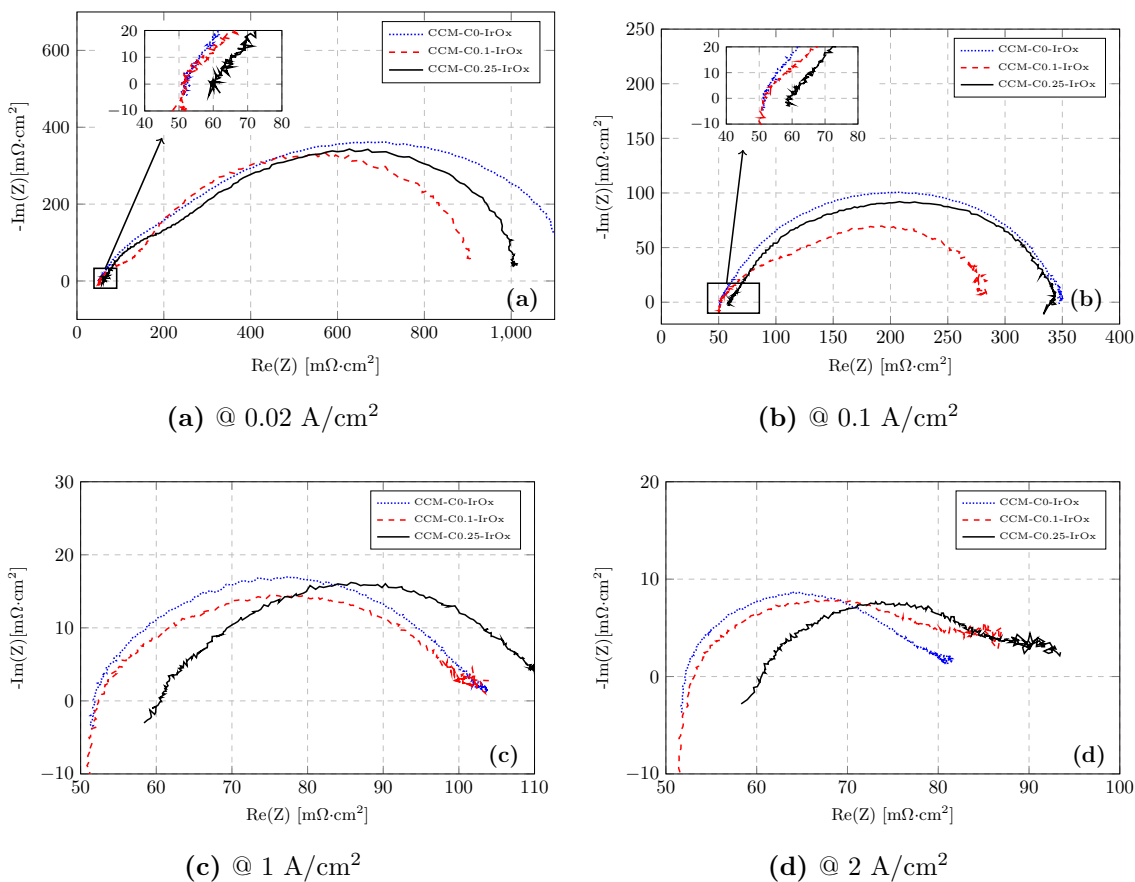 CCM-C0-IrOx
CCM-C0.1-IrOx
CCM-C0.25-IrOx
-Im(Z)[mΩ·cm²]
600
400
200
0
20
10
0
−10
40 50 60 70 80
(a)
0 200 400 600 800 1,000
Re(Z) [mΩ·cm²]
(a) @ 0.02 A/cm²
CCM-C0-IrOx
CCM-C0.1-IrOx
CCM-C0.25-IrOx
-Im(Z)[mΩ·cm²]
250
200
150
100
50
0
20
10
0
−10
40 50 60 70 80
(b)
0 50 100 150 200 250 300 350 400
Re(Z) [mΩ·cm²]
(b) @ 0.1 A/cm²
CCM-C0-IrOx
CCM-C0.1-IrOx
CCM-C0.25-IrOx
-Im(Z)[mΩ·cm²]
30
20
10
0
−10
(c)
50 60 70 80 90 100 110
Re(Z) [mΩ·cm²]
(c) @ 1 A/cm²
CCM-C0-IrOx
CCM-C0.1-IrOx
CCM-C0.25-IrOx
-Im(Z)[mΩ·cm²]
20
10
0
−10
(d)
50 60 70 80 90 100
Re(Z) [mΩ·cm²]
(d) @ 2 A/cm²